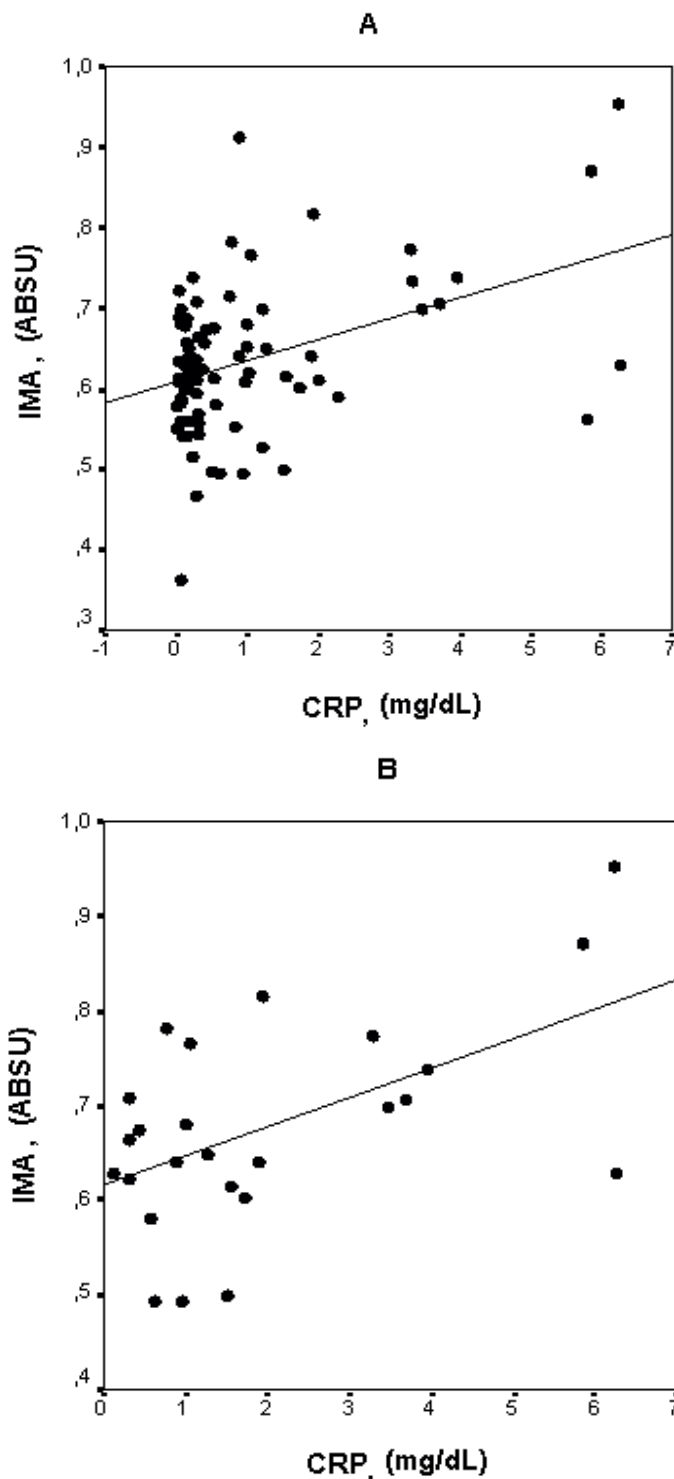 A
1,0
,9
,8
,7
,6
,5
,4
,3
IMA , (ABSU)
-1 0 1 2 3 4 5 6 7
CRP, (mg/dL)
B
1,0
,9
,8
,7
,6
,5
,4
IMA , (ABSU)
0 1 2 3 4 5 6 7
CRP, (mg/dL)